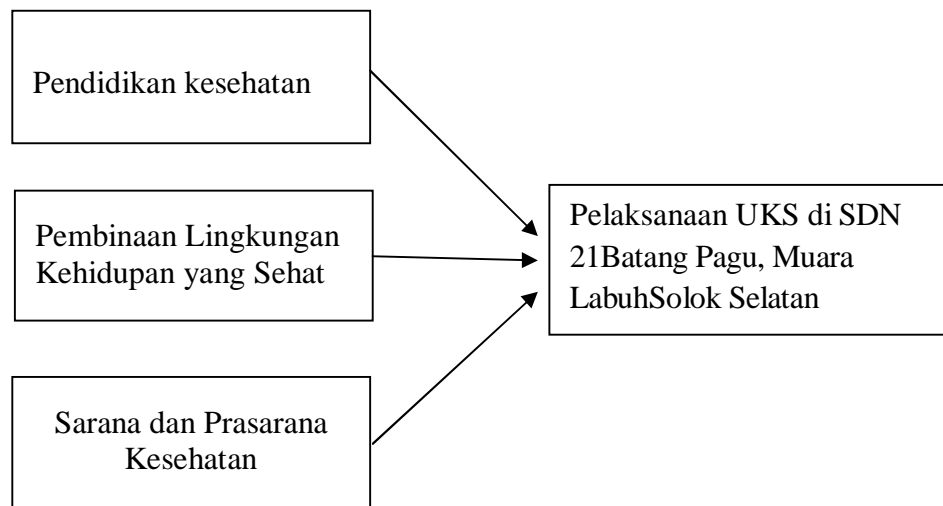 Pendidikan kesehatan
Pembinaan Lingkungan
Kehidupan yang Sehat
Sarana dan Prasarana
Kesehatan
Pelaksanaan UKS di SDN
21Batang Pagu, Muara
LabuhSolok Selatan